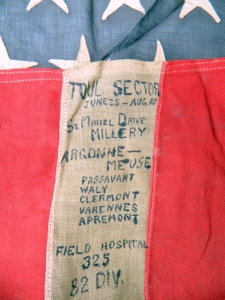 TOUL SECTOR
JUNE 25 - AUG. 10
ST. MIHIEL DRIVE
MILLERY
ARGONNE—
MEUSE
PASSAVANT
WALY
CLERMONT
VARENNES
APREMONT
FIELD HOSPITAL
325
82 DIV.